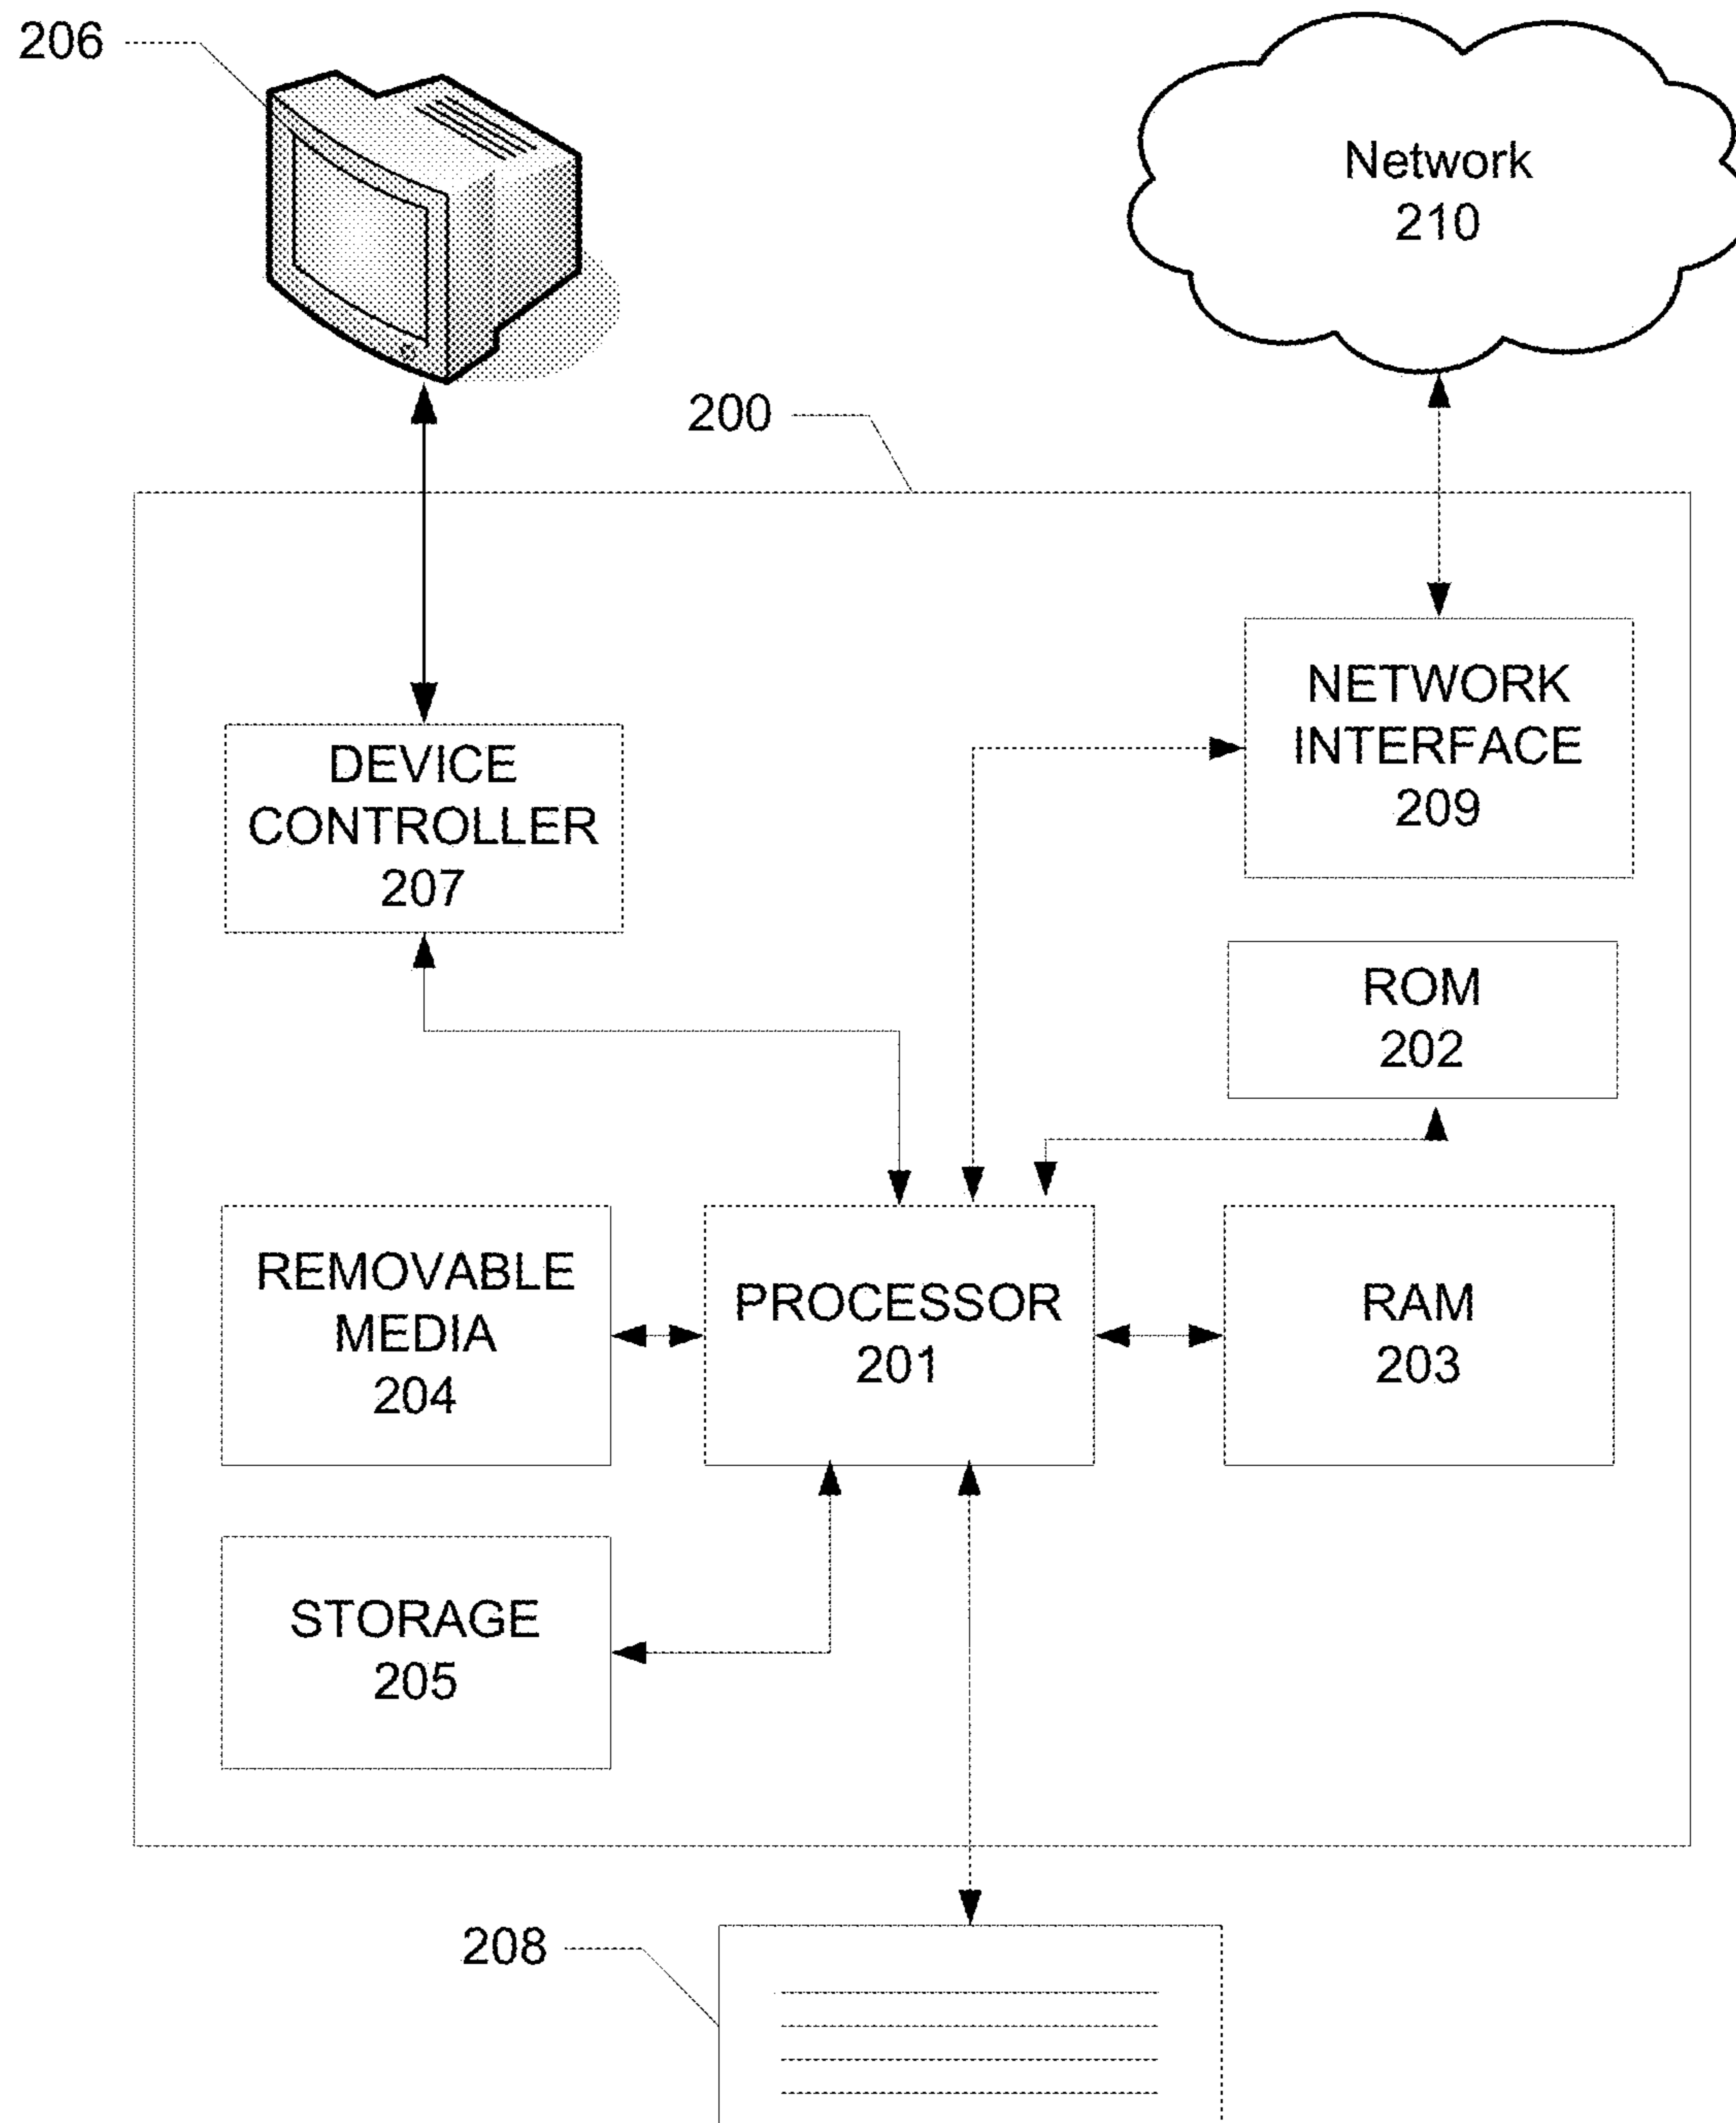 206
Network
210
200
NETWORK
INTERFACE
209
DEVICE
CONTROLLER
207
ROM
202
REMOVABLE
MEDIA
204
PROCESSOR
201
RAM
203
STORAGE
205
208